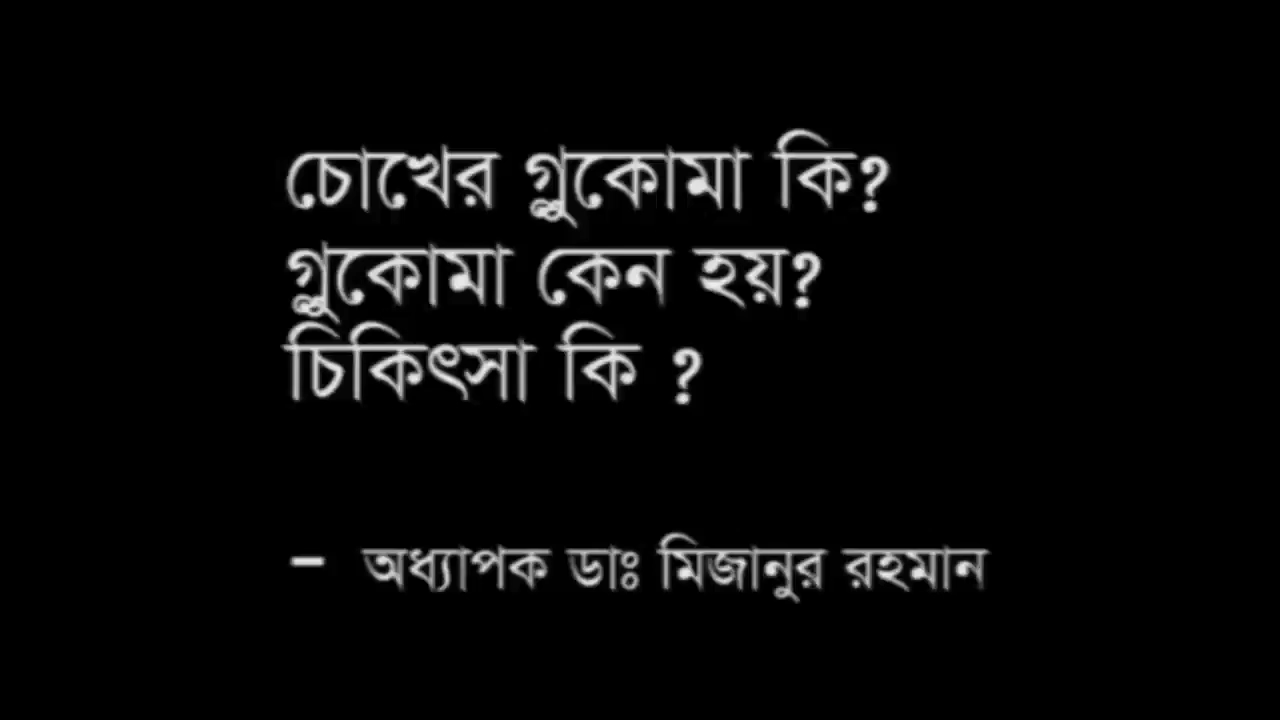 চোখের গ্লুকোমা কি?
গ্লুকোমা কেন হয়?
চিকিৎসা কি ?
- অধ্যাপক ডাঃ মিজানুর রহমান